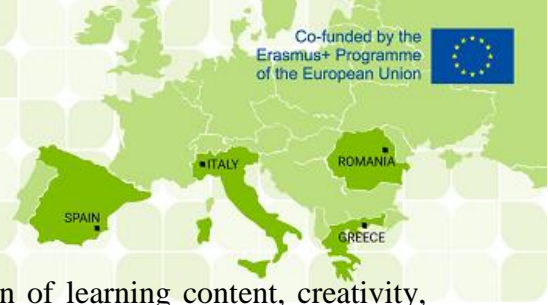 Co-funded by the
Erasmus+ Programme
of the European Union
ITALY
ROMANIA
SPAIN
GREECE
n of learning content, creativity,